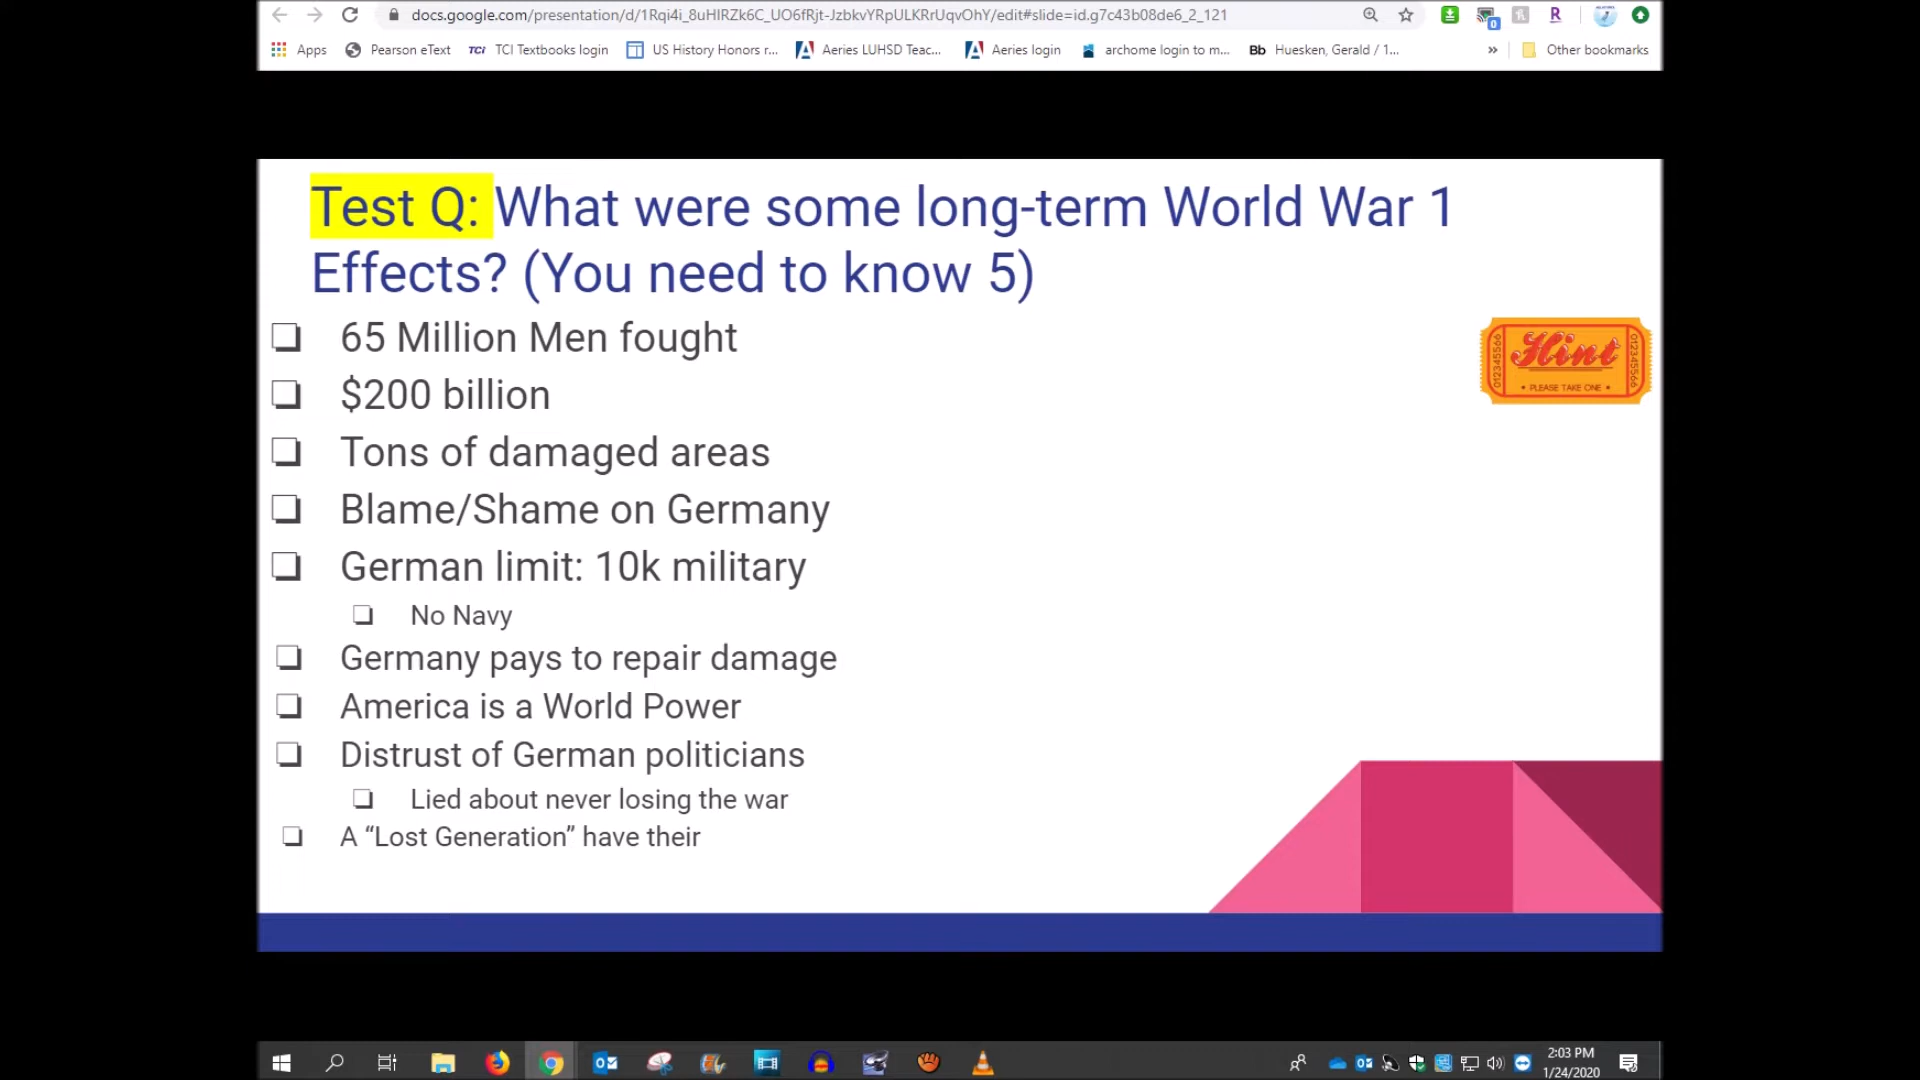 docs.google.com/presentation/d/1Rqi4i_8uHIRZk6C_UO6fRjt-JzbkvYRpULKRrUqvOhY/edit#slide=id.g7c43b08de6_2_121
Apps Pearson eText TCI TCI Textbooks login US History Honors r... Aeries LUHSD Teac... Aeries login archome login to m... Bb Huesken, Gerald / 1... » Other bookmarks
Test Q: What were some long-term World War 1
Effects? (You need to know 5)
65 Million Men fought
Hint
PLEASE TAKE ONE
012345566
012345566
$200 billion
Tons of damaged areas
Blame/Shame on Germany
German limit: 10k military
No Navy
Germany pays to repair damage
America is a World Power
Distrust of German politicians
Lied about never losing the war
A “Lost Generation” have their
2:03 PM
1/24/2020